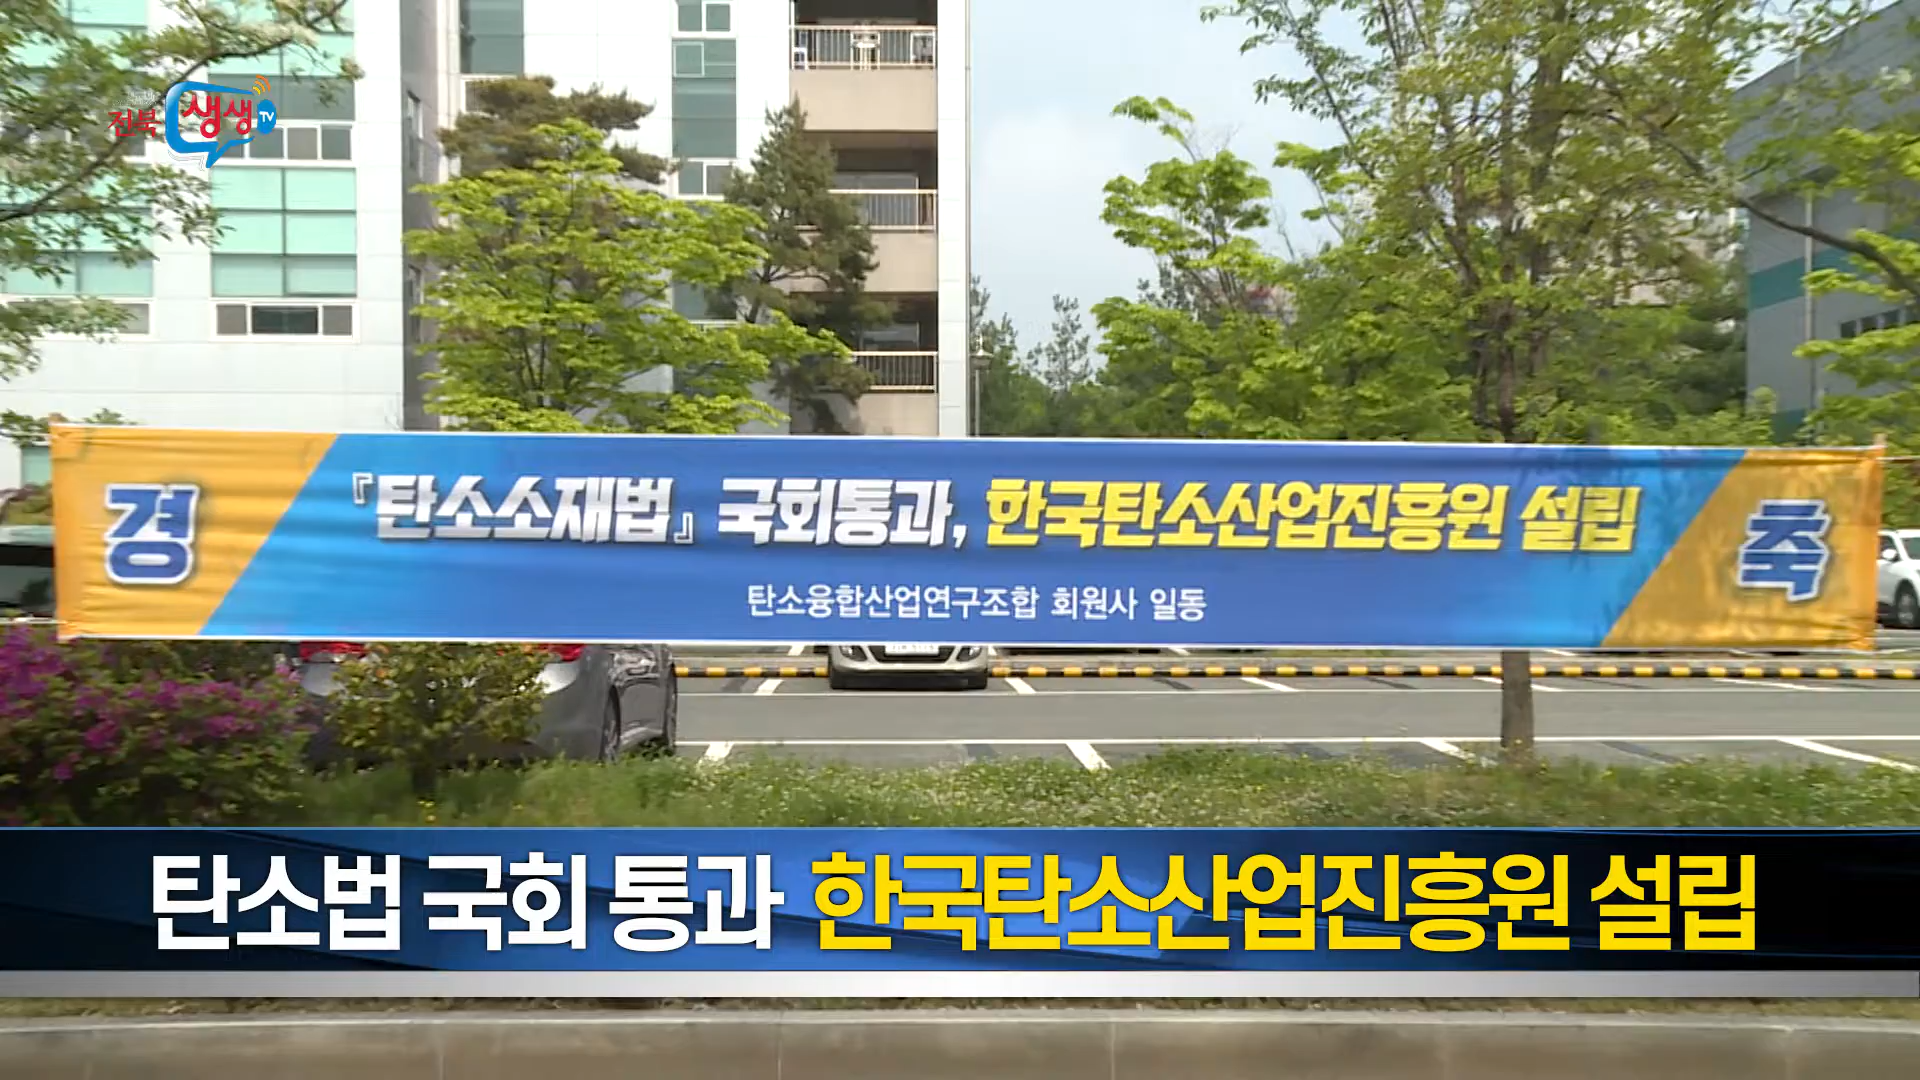 전북 생생 TV
경
『탄소소재법』 국회통과, 한국탄소산업진흥원 설립
축
탄소융합산업연구조합 회원사 일동
탄소법 국회 통과 한국탄소산업진흥원 설립